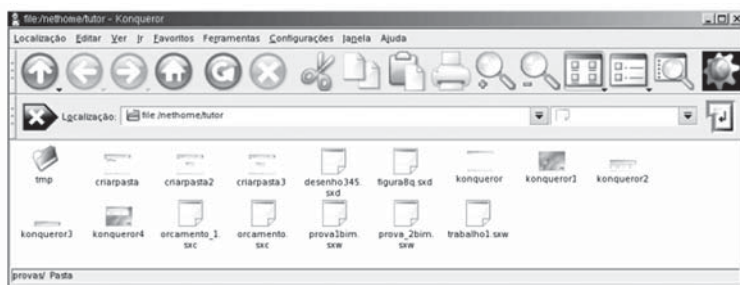 file:/nethome/tutor - Konqueror
Localização Editar Ver Ir Favoritos Ferramentas Configurações Janela Ajuda
Localização: file:/nethome/tutor
tmp criarpasta criarpasta2 criarpasta3 desenho345.sxd figura8q.sxd konqueror konqueror1 konqueror2
konqueror3 konqueror4 orcamento_1.sxc orcamento.sxc prova1bim.sxw prova_2bim.sxw trabalho1.sxw
provas/ Pasta